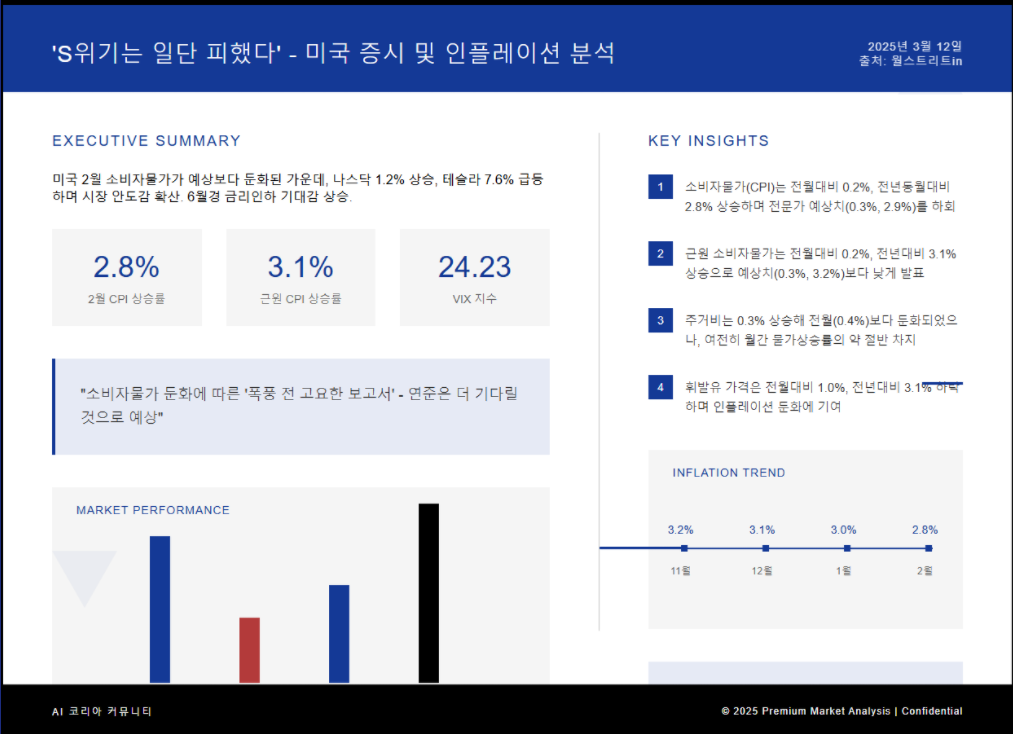 'S위기는 일단 피했다' - 미국 증시 및 인플레이션 분석
2025년 3월 12일
출처: 월스트리트in
EXECUTIVE SUMMARY
미국 2월 소비자물가가 예상보다 둔화된 가운데, 나스닥 1.2% 상승, 테슬라 7.6% 급등
하며 시장 안도감 확산. 6월경 금리인하 기대감 상승.
2.8%
2월 CPI 상승률
3.1%
근원 CPI 상승률
24.23
VIX 지수
"소비자물가 둔화에 따른 '폭풍 전 고요한 보고서' - 연준은 더 기다릴
것으로 예상"
MARKET PERFORMANCE
KEY INSIGHTS
1
소비자물가(CPI)는 전월대비 0.2%, 전년동월대비
2.8% 상승하며 전문가 예상치(0.3%, 2.9%)를 하회
2
근원 소비자물가는 전월대비 0.2%, 전년대비 3.1%
상승으로 예상치(0.3%, 3.2%)보다 낮게 발표
3
주거비는 0.3% 상승해 전월(0.4%)보다 둔화되었으
나, 여전히 월간 물가상승률의 약 절반 차지
4
휘발유 가격은 전월대비 1.0%, 전년대비 3.1% 하락
하며 인플레이션 둔화에 기여
INFLATION TREND
3.2%
3.1%
3.0%
2.8%
11월
12월
1월
2월
AI 코리아 커뮤니티
© 2025 Premium Market Analysis | Confidential